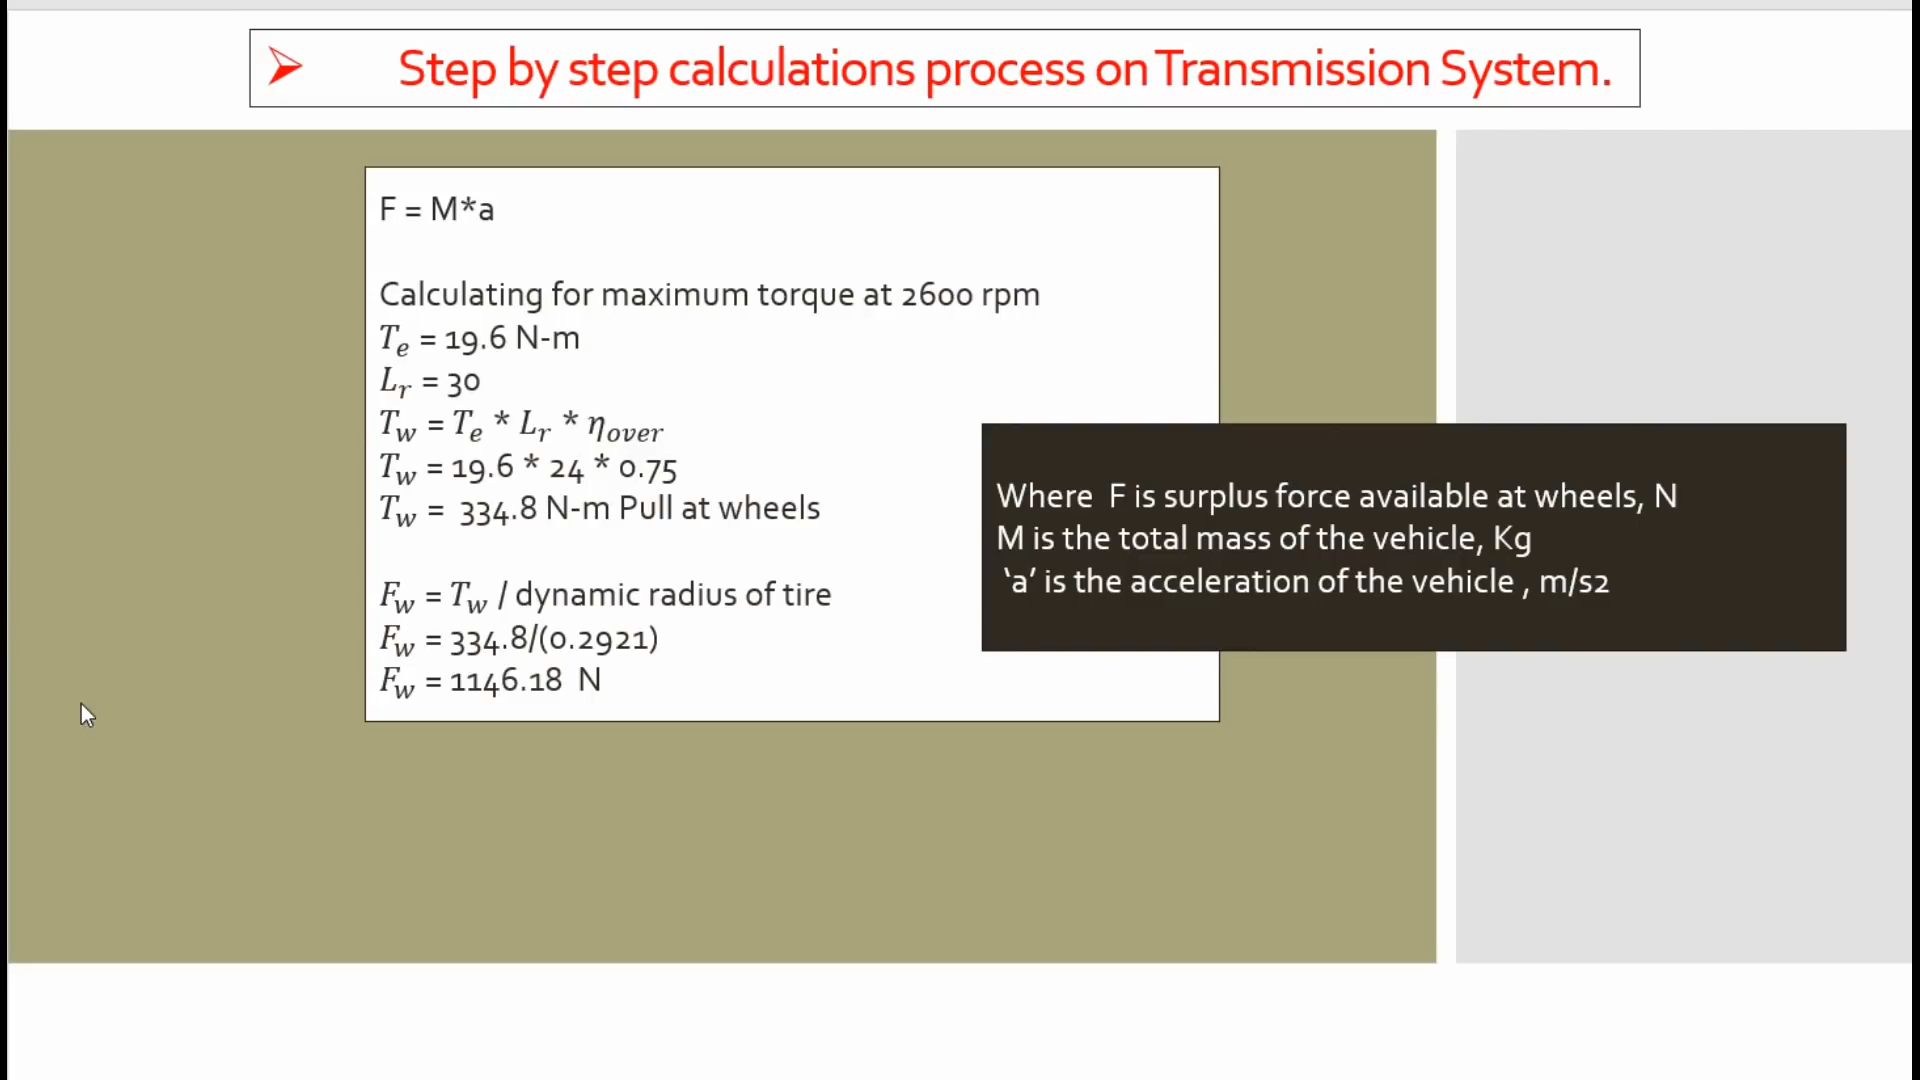 Step by step calculations process on Transmission System.
F = M*a
Calculating for maximum torque at 2600 rpm
Te = 19.6 N-m
Lr = 30
Tw = Te * Lr * ηover
Tw = 19.6 * 24 * 0.75
Tw = 334.8 N-m Pull at wheels
Fw = Tw / dynamic radius of tire
Fw = 334.8/(0.2921)
Fw = 1146.18 N
Where F is surplus force available at wheels, N
M is the total mass of the vehicle, Kg
‘a’ is the acceleration of the vehicle , m/s2